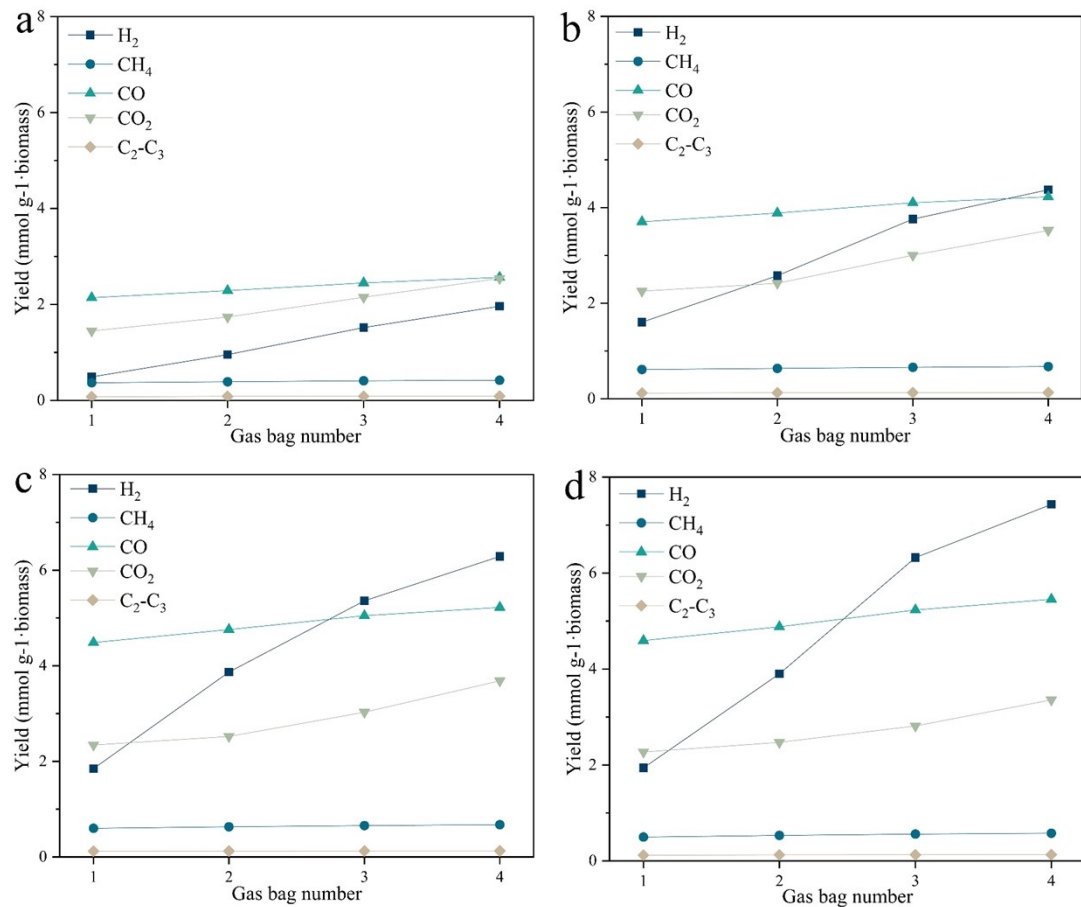 a
8
6
4
2
0
Yield (mmol g-1·biomass)
H₂
CH₄
CO
CO₂
C₂-C₃
1 2 3 4
Gas bag number
b
8
6
4
2
0
Yield (mmol g-1·biomass)
H₂
CH₄
CO
CO₂
C₂-C₃
1 2 3 4
Gas bag number
c
8
6
4
2
0
Yield (mmol g-1·biomass)
H₂
CH₄
CO
CO₂
C₂-C₃
1 2 3 4
Gas bag number
d
8
6
4
2
0
Yield (mmol g-1·biomass)
H₂
CH₄
CO
CO₂
C₂-C₃
1 2 3 4
Gas bag number